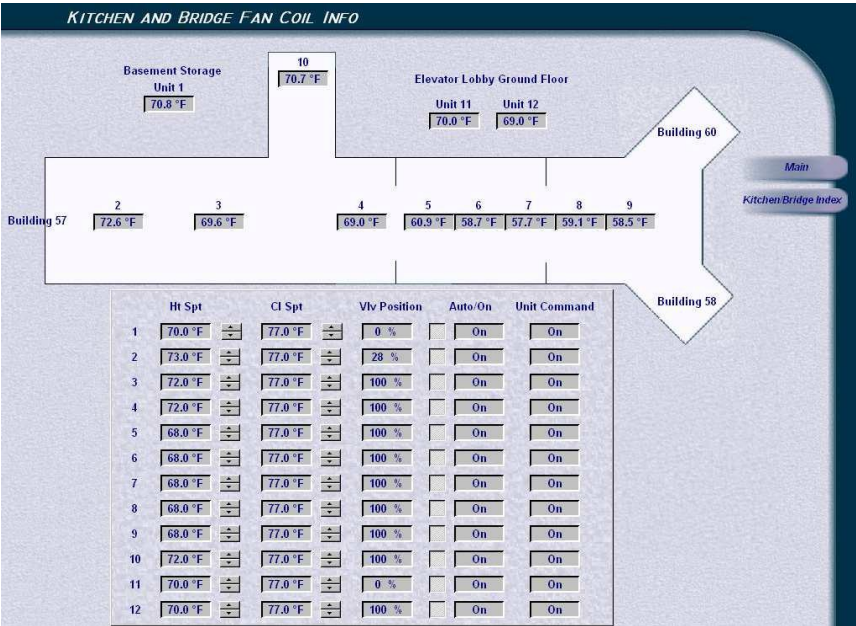 KITCHEN AND BRIDGE FAN COIL INFO
10
70.7 °F
Basement Storage
Unit 1
70.8 °F
Elevator Lobby Ground Floor
Unit 11 Unit 12
70.0 °F 69.0 °F
Building 60
Main
Kitchen/Bridge Index
2 3 4 5 6 7 8 9
Building 57 72.6 °F 69.6 °F 69.0 °F 60.9 °F 58.7 °F 57.7 °F 59.1 °F 58.5 °F
Building 58
Ht Spt Cl Spt Vlv Position Auto/On Unit Command
1 70.0 °F 77.0 °F 0 % On On
2 73.0 °F 77.0 °F 28 % On On
3 72.0 °F 77.0 °F 100 % On On
4 72.0 °F 77.0 °F 100 % On On
5 68.0 °F 77.0 °F 100 % On On
6 68.0 °F 77.0 °F 100 % On On
7 68.0 °F 77.0 °F 100 % On On
8 68.0 °F 77.0 °F 100 % On On
9 68.0 °F 77.0 °F 100 % On On
10 72.0 °F 77.0 °F 100 % On On
11 70.0 °F 77.0 °F 0 % On On
12 70.0 °F 77.0 °F 100 % On On